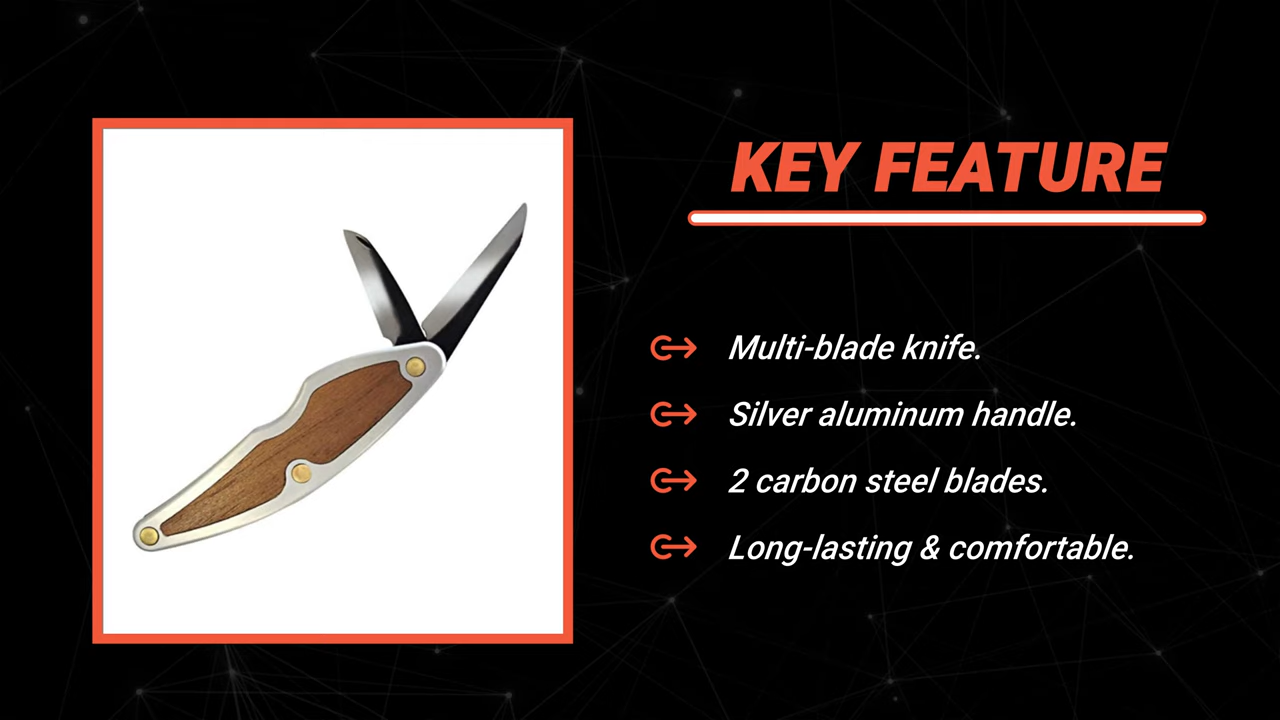 KEY FEATURE
Multi-blade knife.
Silver aluminum handle.
2 carbon steel blades.
Long-lasting & comfortable.